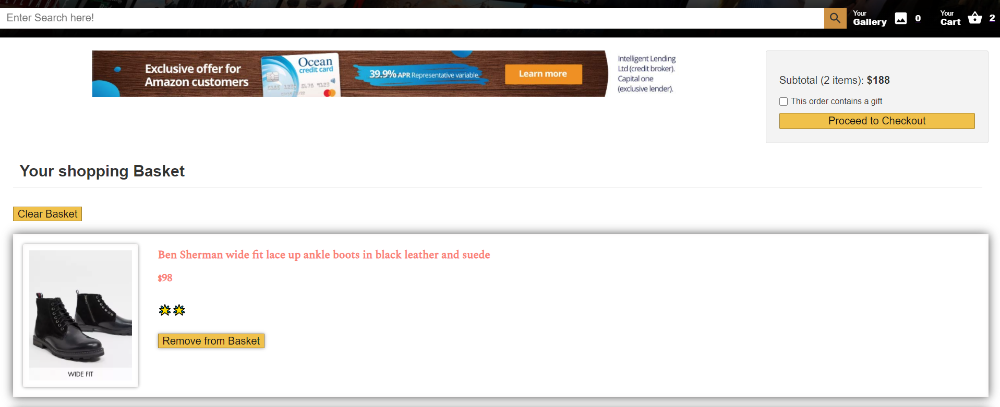 Enter Search here!
Your
Gallery
0
Your
Cart
2
Exclusive offer for
Amazon customers
Ocean
credit card
39.9% APR Representative variable.
Learn more
Intelligent Lending
Ltd (credit broker).
Capital one
(exclusive lender).
Subtotal (2 items): $188
This order contains a gift
Proceed to Checkout
Your shopping Basket
Clear Basket
Ben Sherman wide fit lace up ankle boots in black leather and suede
$98
Remove from Basket
WIDE FIT